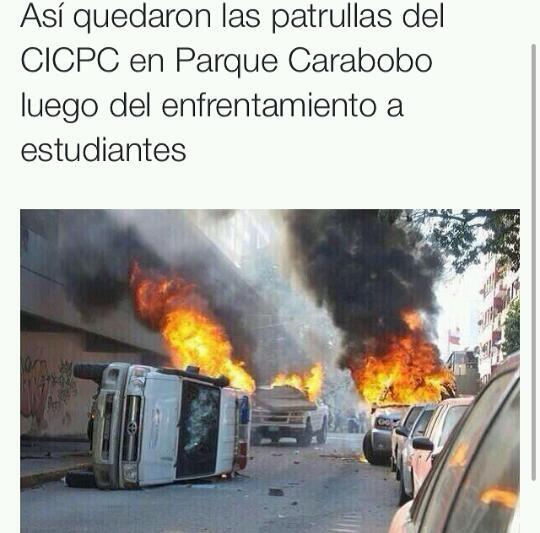 Así quedaron las patrullas del
CICPC en Parque Carabobo
luego del enfrentamiento a
estudiantes